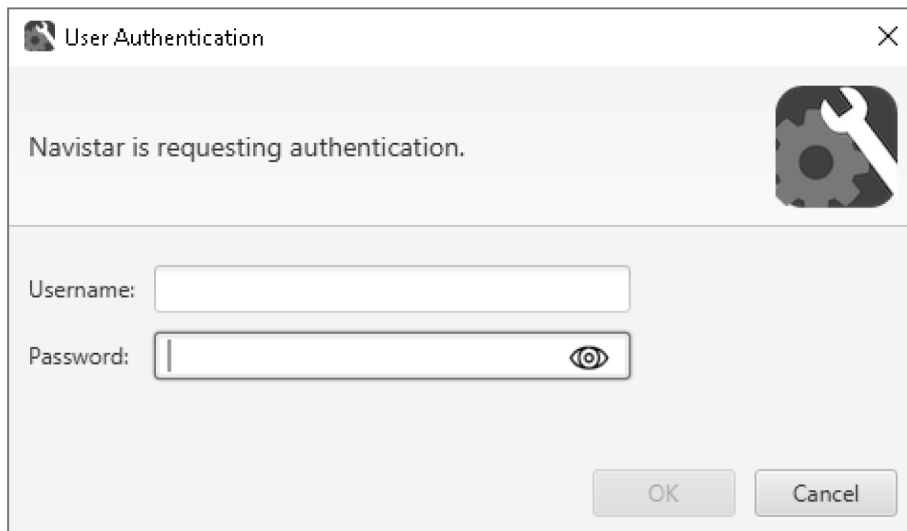 User Authentication
Navistar is requesting authentication.
Username:
Password:
OK
Cancel